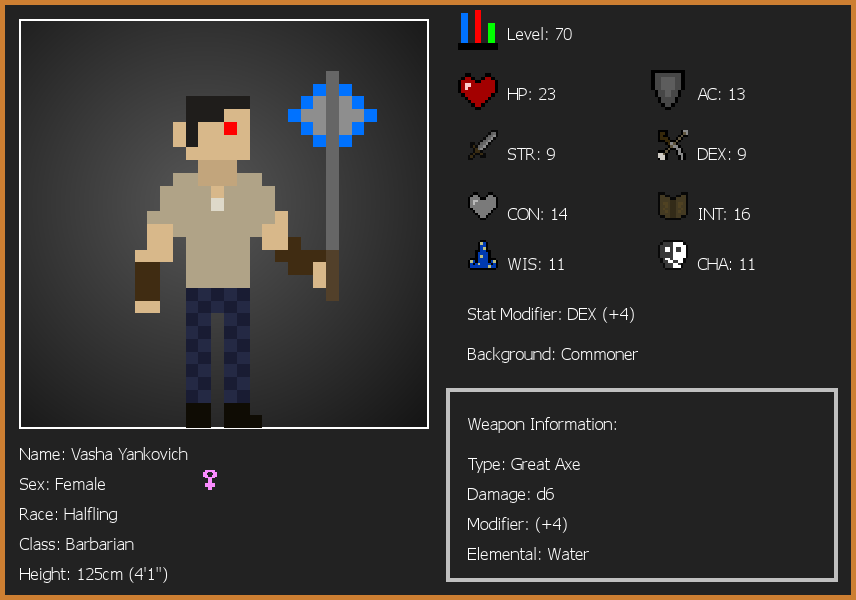 Level: 70
HP: 23
AC: 13
STR: 9
DEX: 9
CON: 14
INT: 16
WIS: 11
CHA: 11
Stat Modifier: DEX (+4)
Background: Commoner
Weapon Information:
Type: Great Axe
Damage: d6
Modifier: (+4)
Elemental: Water
Name: Vasha Yankovich
Sex: Female
Race: Halfling
Class: Barbarian
Height: 125cm (4'1")